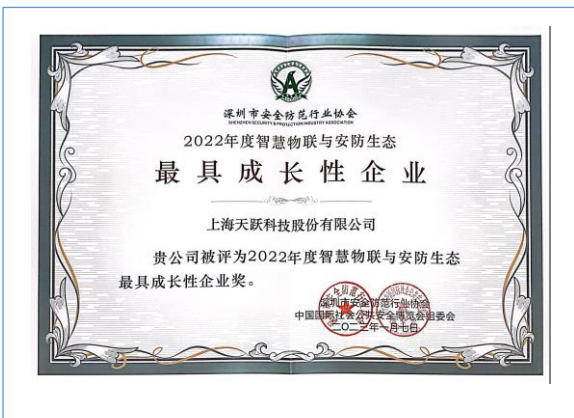 深圳市安全防范行业协会
SHENZHEN SECURITY & PROTECTION INDUSTRY ASSOCIATION
2022年度智慧物联与安防生态
最具成长性企业
上海天跃科技股份有限公司
贵公司被评为2022年度智慧物联与安防生态
最具成长性企业奖。
深圳市安全防范行业协会
中国国际社会公共安全博览会组委会
二〇二三年一月七日